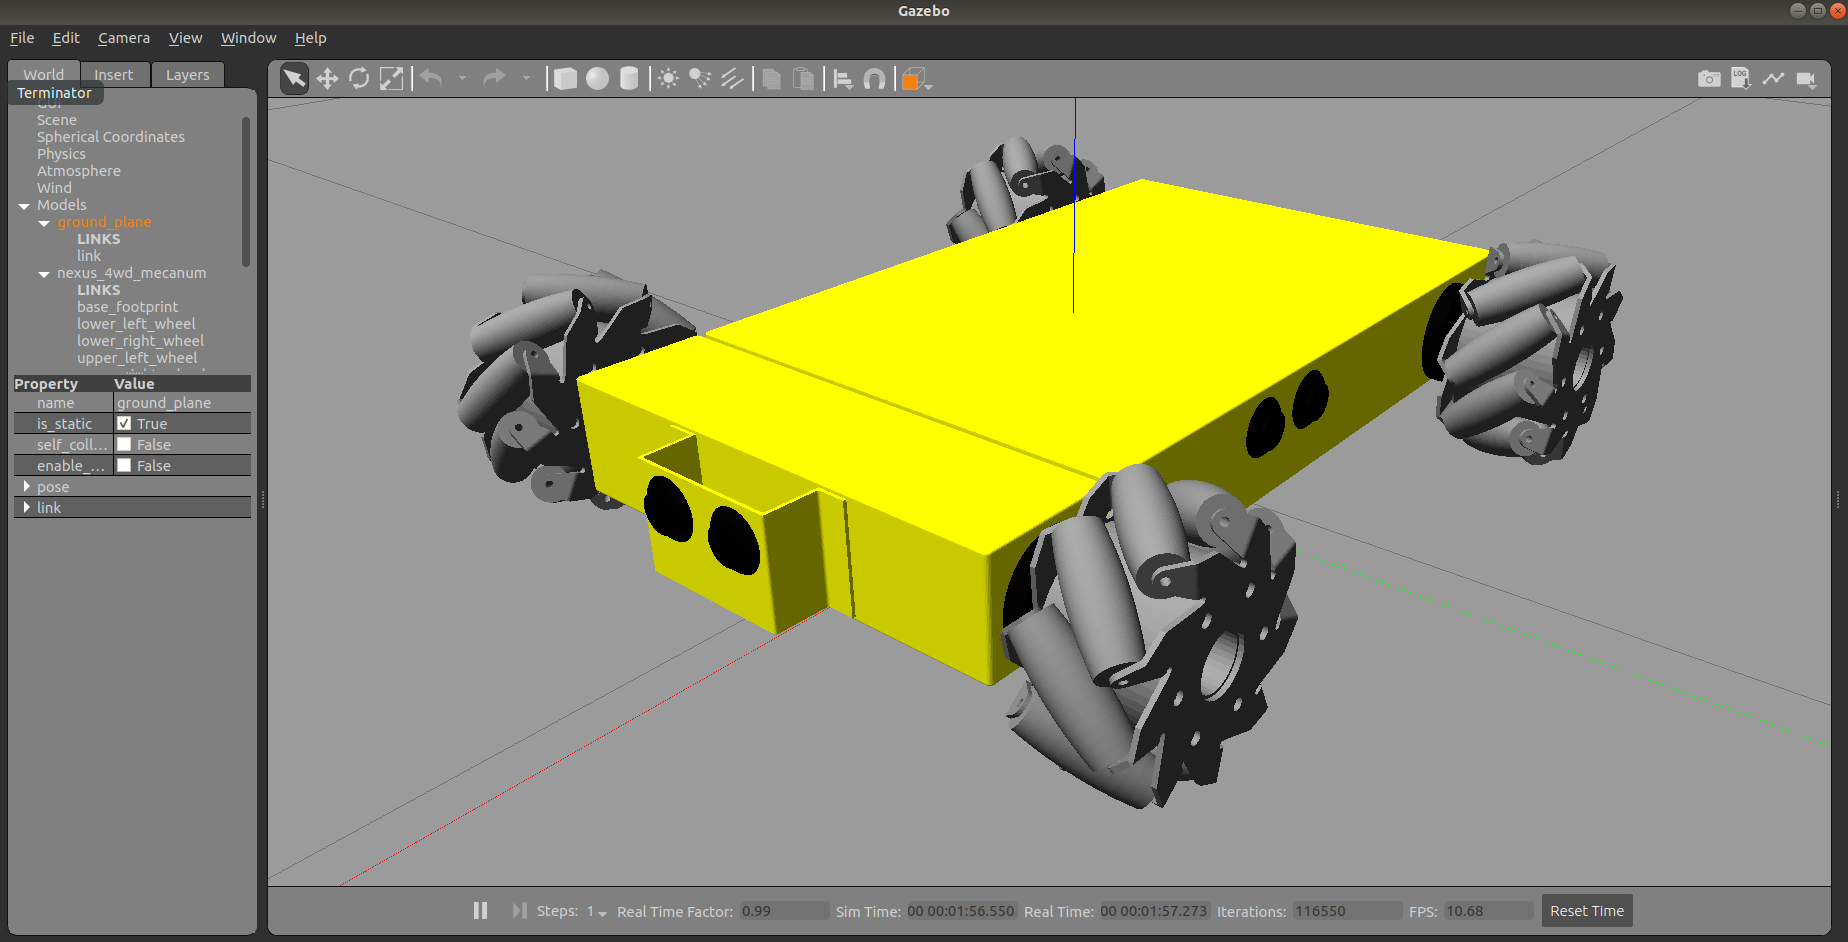 Gazebo
File Edit Camera View Window Help
World Insert Layers
Terminator
GUI
Scene
Spherical Coordinates
Physics
Atmosphere
Wind
Models
ground_plane
LINKS
link
nexus_4wd_mecanum
LINKS
base_footprint
lower_left_wheel
lower_right_wheel
upper_left_wheel
Property Value
name ground_plane
is_static True
self_coll... False
enable_... False
pose
link
LOG
Steps: 1 Real Time Factor: 0.99 Sim Time: 00 00:01:56.550 Real Time: 00 00:01:57.273 Iterations: 116550 FPS: 10.68 Reset Time